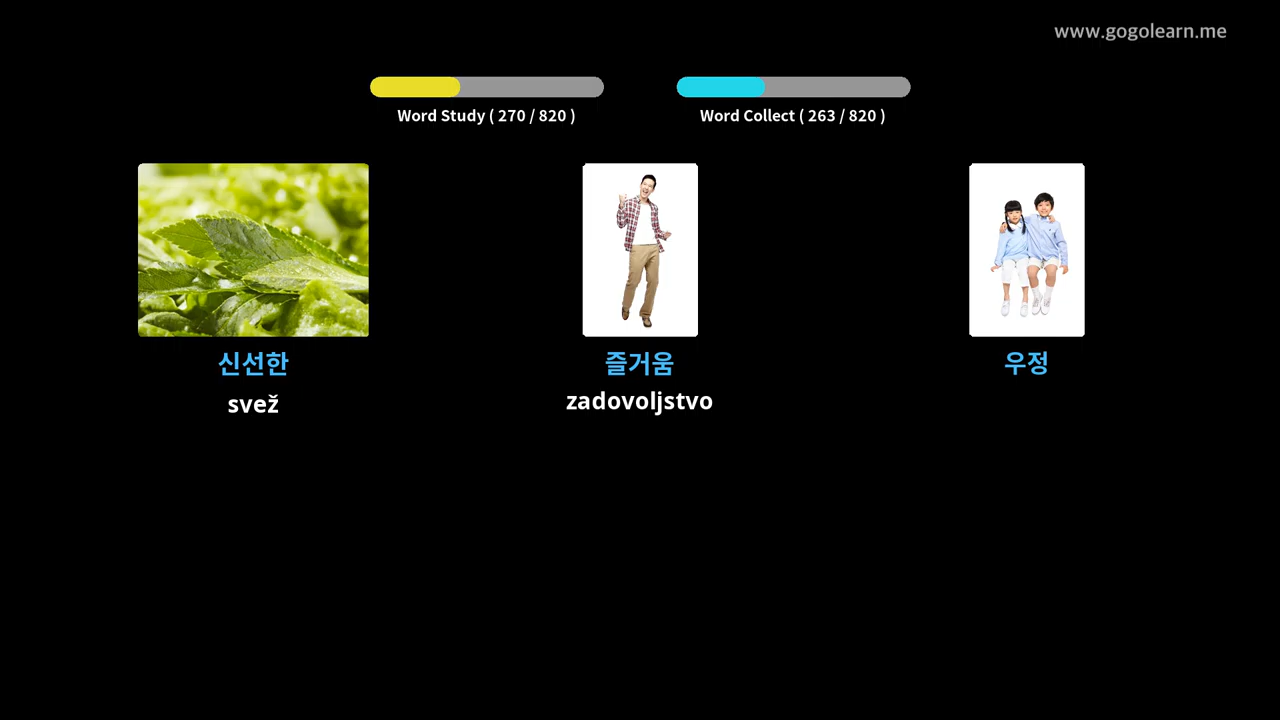 www.gogolearn.me
Word Study ( 270 / 820 )
Word Collect ( 263 / 820 )
신선한
즐거움
우정
svež
zadovoljstvo